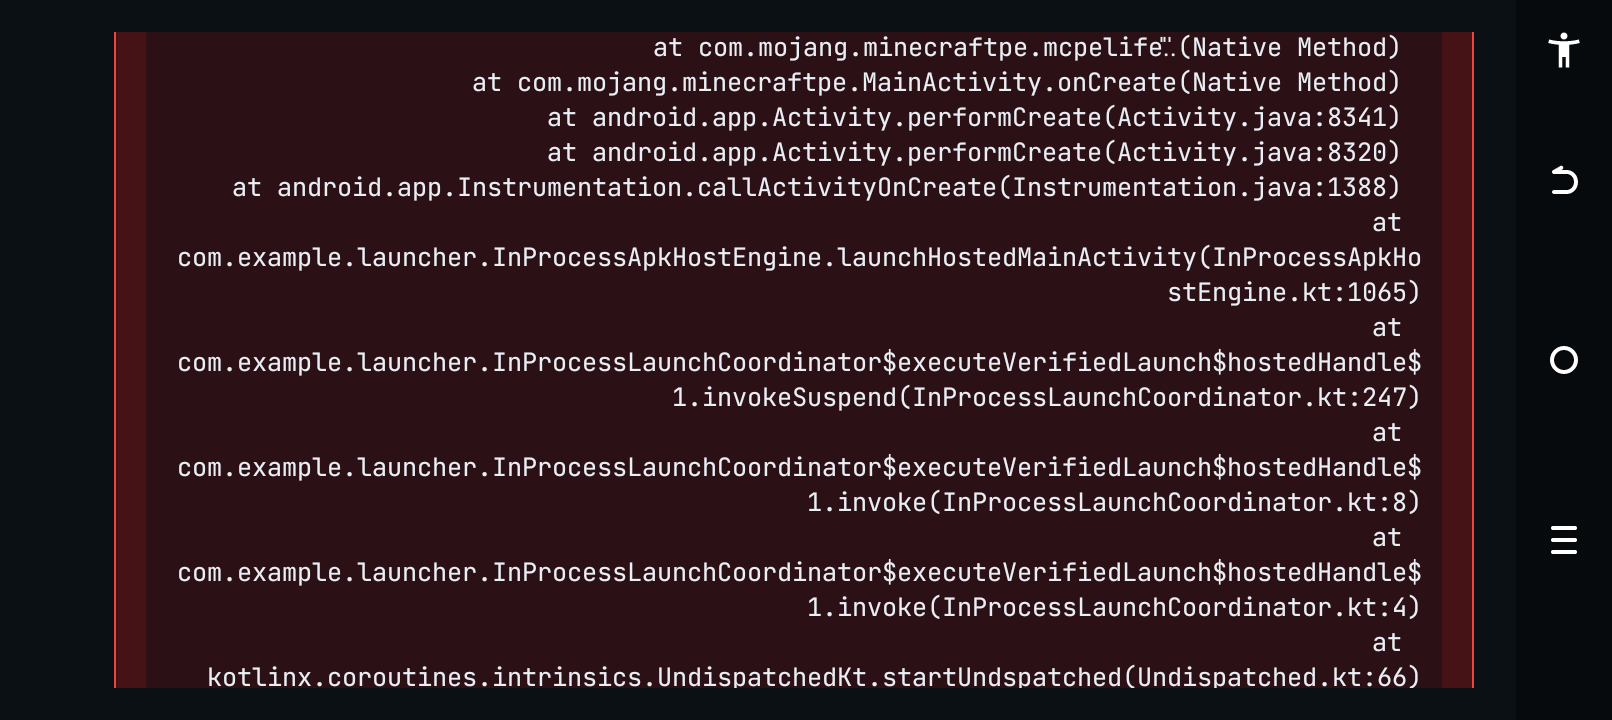 at com.mojang.minecraftpe.mcpelife (Native Method)
at com.mojang.minecraftpe.MainActivity.onCreate(Native Method)
at android.app.Activity.performCreate(Activity.java:8341)
at android.app.Activity.performCreate(Activity.java:8320)
at android.app.Instrumentation.callActivityOnCreate(Instrumentation.java:1388)
at
com.example.launcher.InProcessApkHostEngine.launchHostedMainActivity(InProcessApkHo
stEngine.kt:1065)
at
com.example.launcher.InProcessLaunchCoordinator$executeVerifiedLaunch$hostedHandle$
1.invokeSuspend(InProcessLaunchCoordinator.kt:247)
at
com.example.launcher.InProcessLaunchCoordinator$executeVerifiedLaunch$hostedHandle$
1.invoke(InProcessLaunchCoordinator.kt:8)
at
com.example.launcher.InProcessLaunchCoordinator$executeVerifiedLaunch$hostedHandle$
1.invoke(InProcessLaunchCoordinator.kt:4)
at
kotlinx.coroutines.intrinsics.UndispatchedKt.startUndspatched(Undispatched.kt:66)